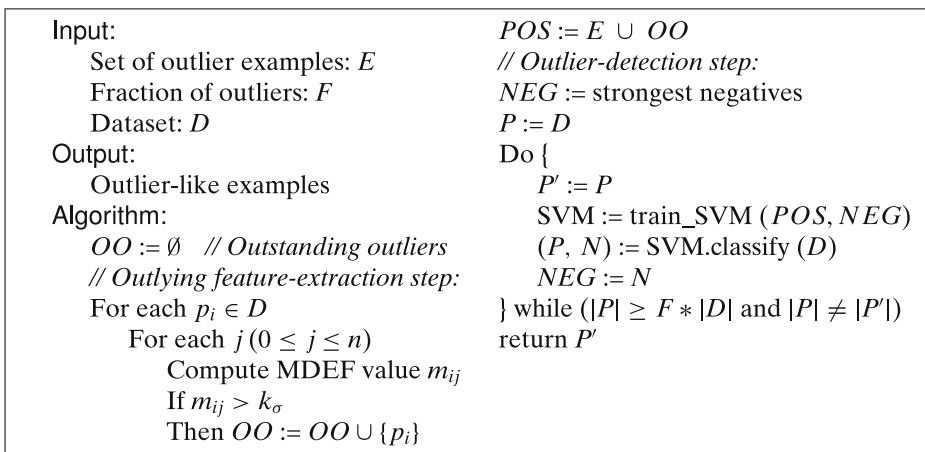 Input:
Set of outlier examples: E
Fraction of outliers: F
Dataset: D
Output:
Outlier-like examples
Algorithm:
OO := ∅ // Outstanding outliers
// Outlying feature-extraction step:
For each pᵢ ∈ D
For each j (0 ≤ j ≤ n)
Compute MDEF value mᵢⱼ
If mᵢⱼ > k_σ
Then OO := OO ∪ {pᵢ}
POS := E ∪ OO
// Outlier-detection step:
NEG := strongest negatives
P := D
Do {
P′ := P
SVM := train_SVM (POS, NEG)
(P, N) := SVM.classify (D)
NEG := N
} while (|P| ≥ F * |D| and |P| ≠ |P′|)
return P′